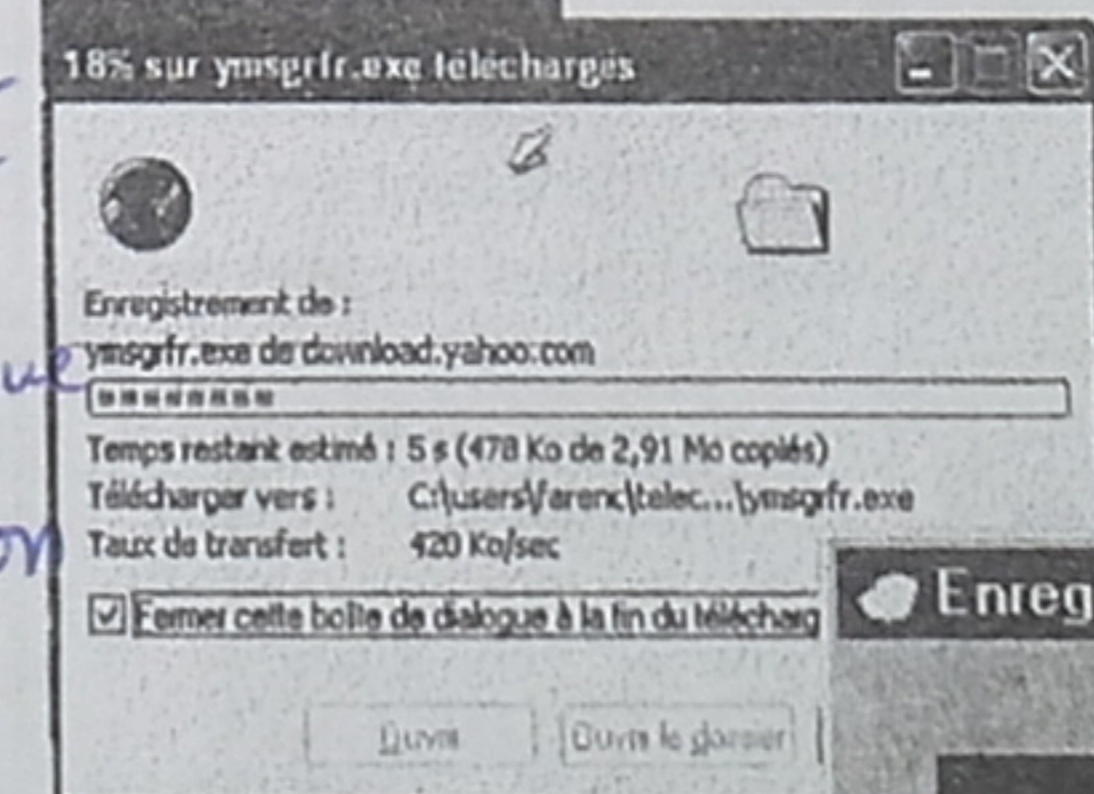 18% sur ymsgrfr.exe téléchargés
Enregistrement de :
ue
ymsgrfr.exe de download.yahoo.com
Temps restant estimé : 5 s (478 Ko de 2,91 Mo copiés)
Télécharger vers : C:\users\farenc\telec...\ymsgrfr.exe
on
Taux de transfert : 420 Ko/sec
Fermer cette boîte de dialogue à la fin du télécharg
Enreg
Ouvrir
Ouvrir le dossier